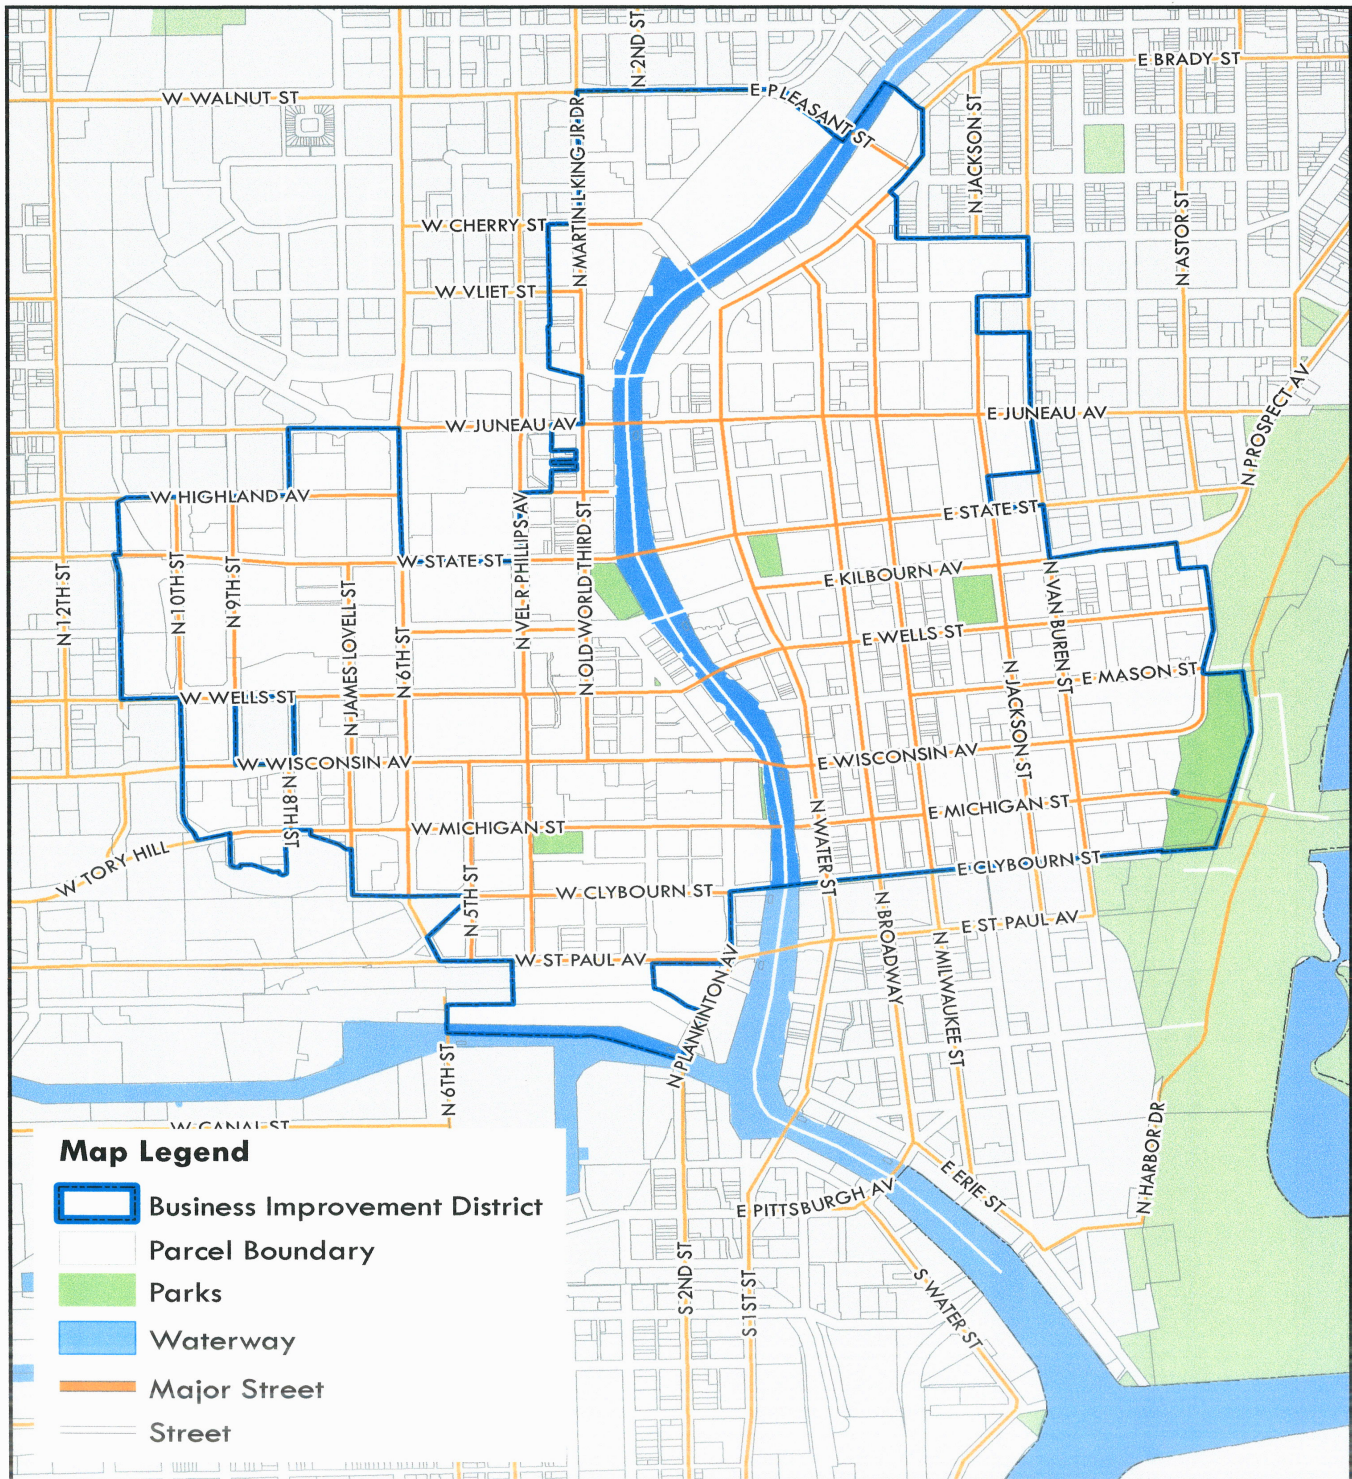 N 2ND ST
E BRADY ST
W WALNUT ST
E PLEASANT ST
N MARTIN L KING JR DR
N JACKSON ST
W CHERRY ST
N ASTOR ST
W VLIET ST
N PROSPECT AV
W JUNEAU AV
E JUNEAU AV
W HIGHLAND AV
E STATE ST
N 12TH ST
N 10TH ST
N 9TH ST
W STATE ST
N VEL R PHILLIPS AV
N OLD WORLD THIRD ST
E KILBOURN AV
N JAMES LOVELL ST
N 6TH ST
E WELLS ST
N VAN BUREN ST
E MASON ST
W WELLS ST
N JACKSON ST
W WISCONSIN AV
E WISCONSIN AV
N 8TH ST
W MICHIGAN ST
N WATER ST
E MICHIGAN ST
W TORY HILL
N 5TH ST
W CLYBOURN ST
E CLYBOURN ST
N BROADWAY
E ST PAUL AV
W ST PAUL AV
N PLANKINTON AV
N MILWAUKEE ST
N 6TH ST
W CANAL ST
N HARBOR DR
E ERIE ST
E PITTSBURGH AV
S 2ND ST
S 1ST ST
S WATER ST
Map Legend
Business Improvement District
Parcel Boundary
Parks
Waterway
Major Street
Street